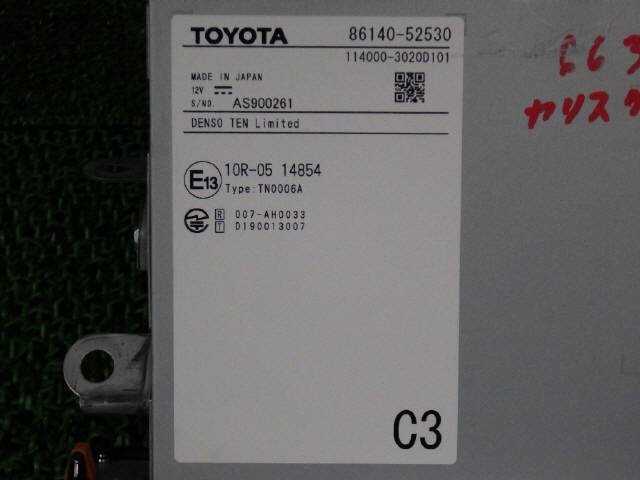 TOYOTA 86140-52530
114000-3020D101
MADE IN JAPAN
12V
S/NO. AS900261
DENSO TEN Limited
E13 10R-05 14854
Type:TN0006A
R 007-AH0033
T D190013007
C3
ヤリスク